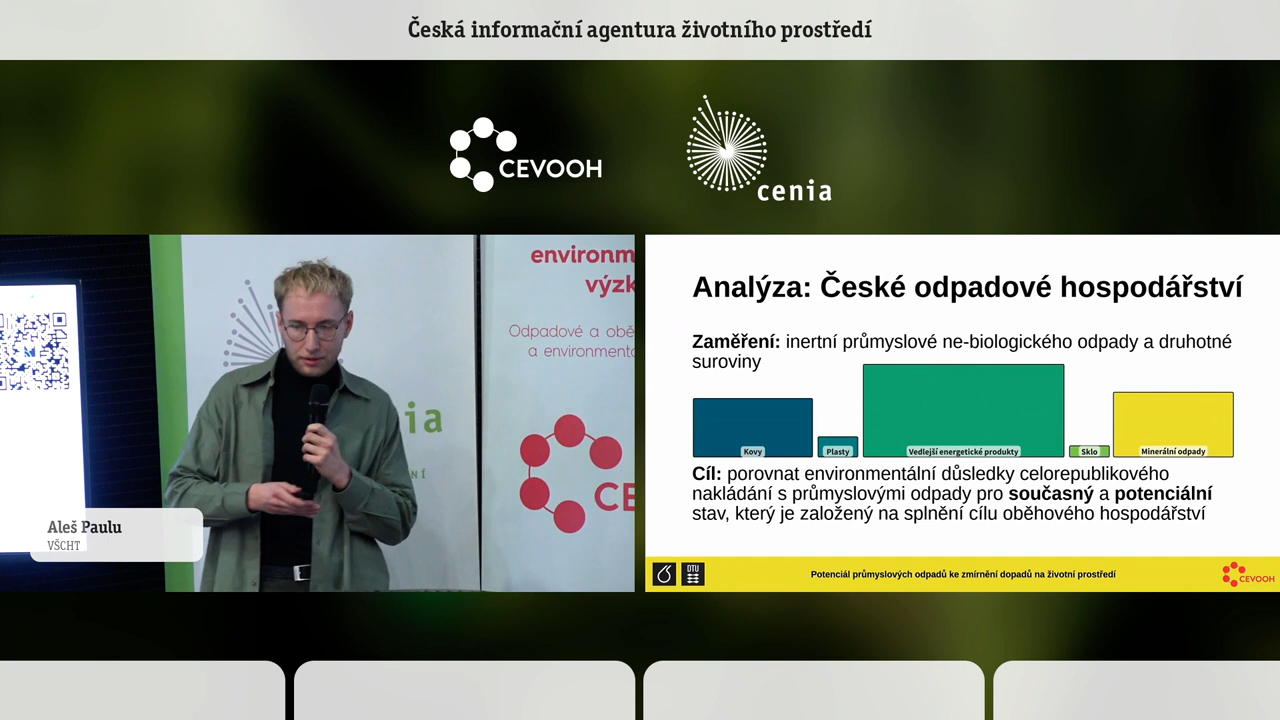 Česká informační agentura životního prostředí
CEVOOH
cenia
environm
výzk
Odpadové a obě
a environmento
ia
NÍ
CE
Aleš Paulu
VŠCHT
Analýza: České odpadové hospodářství
Zaměření: inertní průmyslové ne-biologického odpady a druhotné
suroviny
Kovy
Plasty
Vedlejší energetické produkty
Sklo
Minerální odpady
Cíl: porovnat environmentální důsledky celorepublikového
nakládání s průmyslovými odpady pro současný a potenciální
stav, který je založený na splnění cílu oběhového hospodářství
DTU
Potenciál průmyslových odpadů ke zmírnění dopadů na životní prostředí
CEVOOH